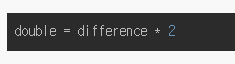 double = difference * 2